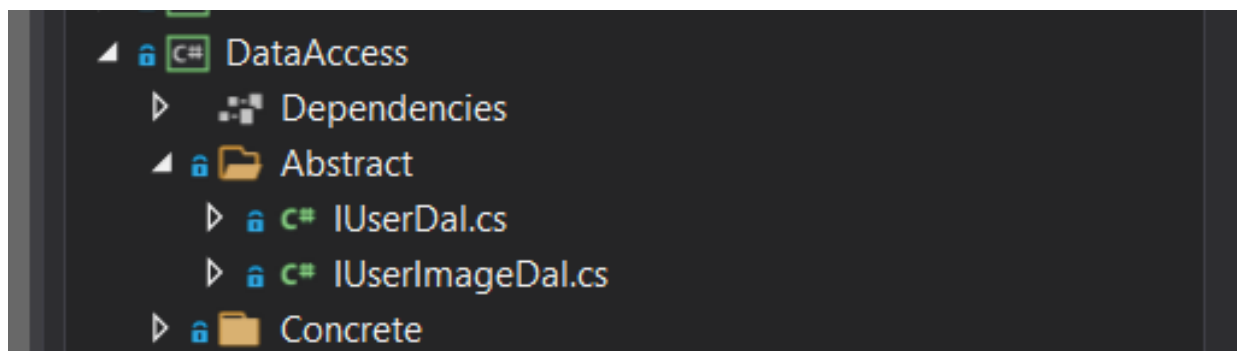 C# DataAccess
Dependencies
Abstract
C# IUserDal.cs
C# IUserImageDal.cs
Concrete